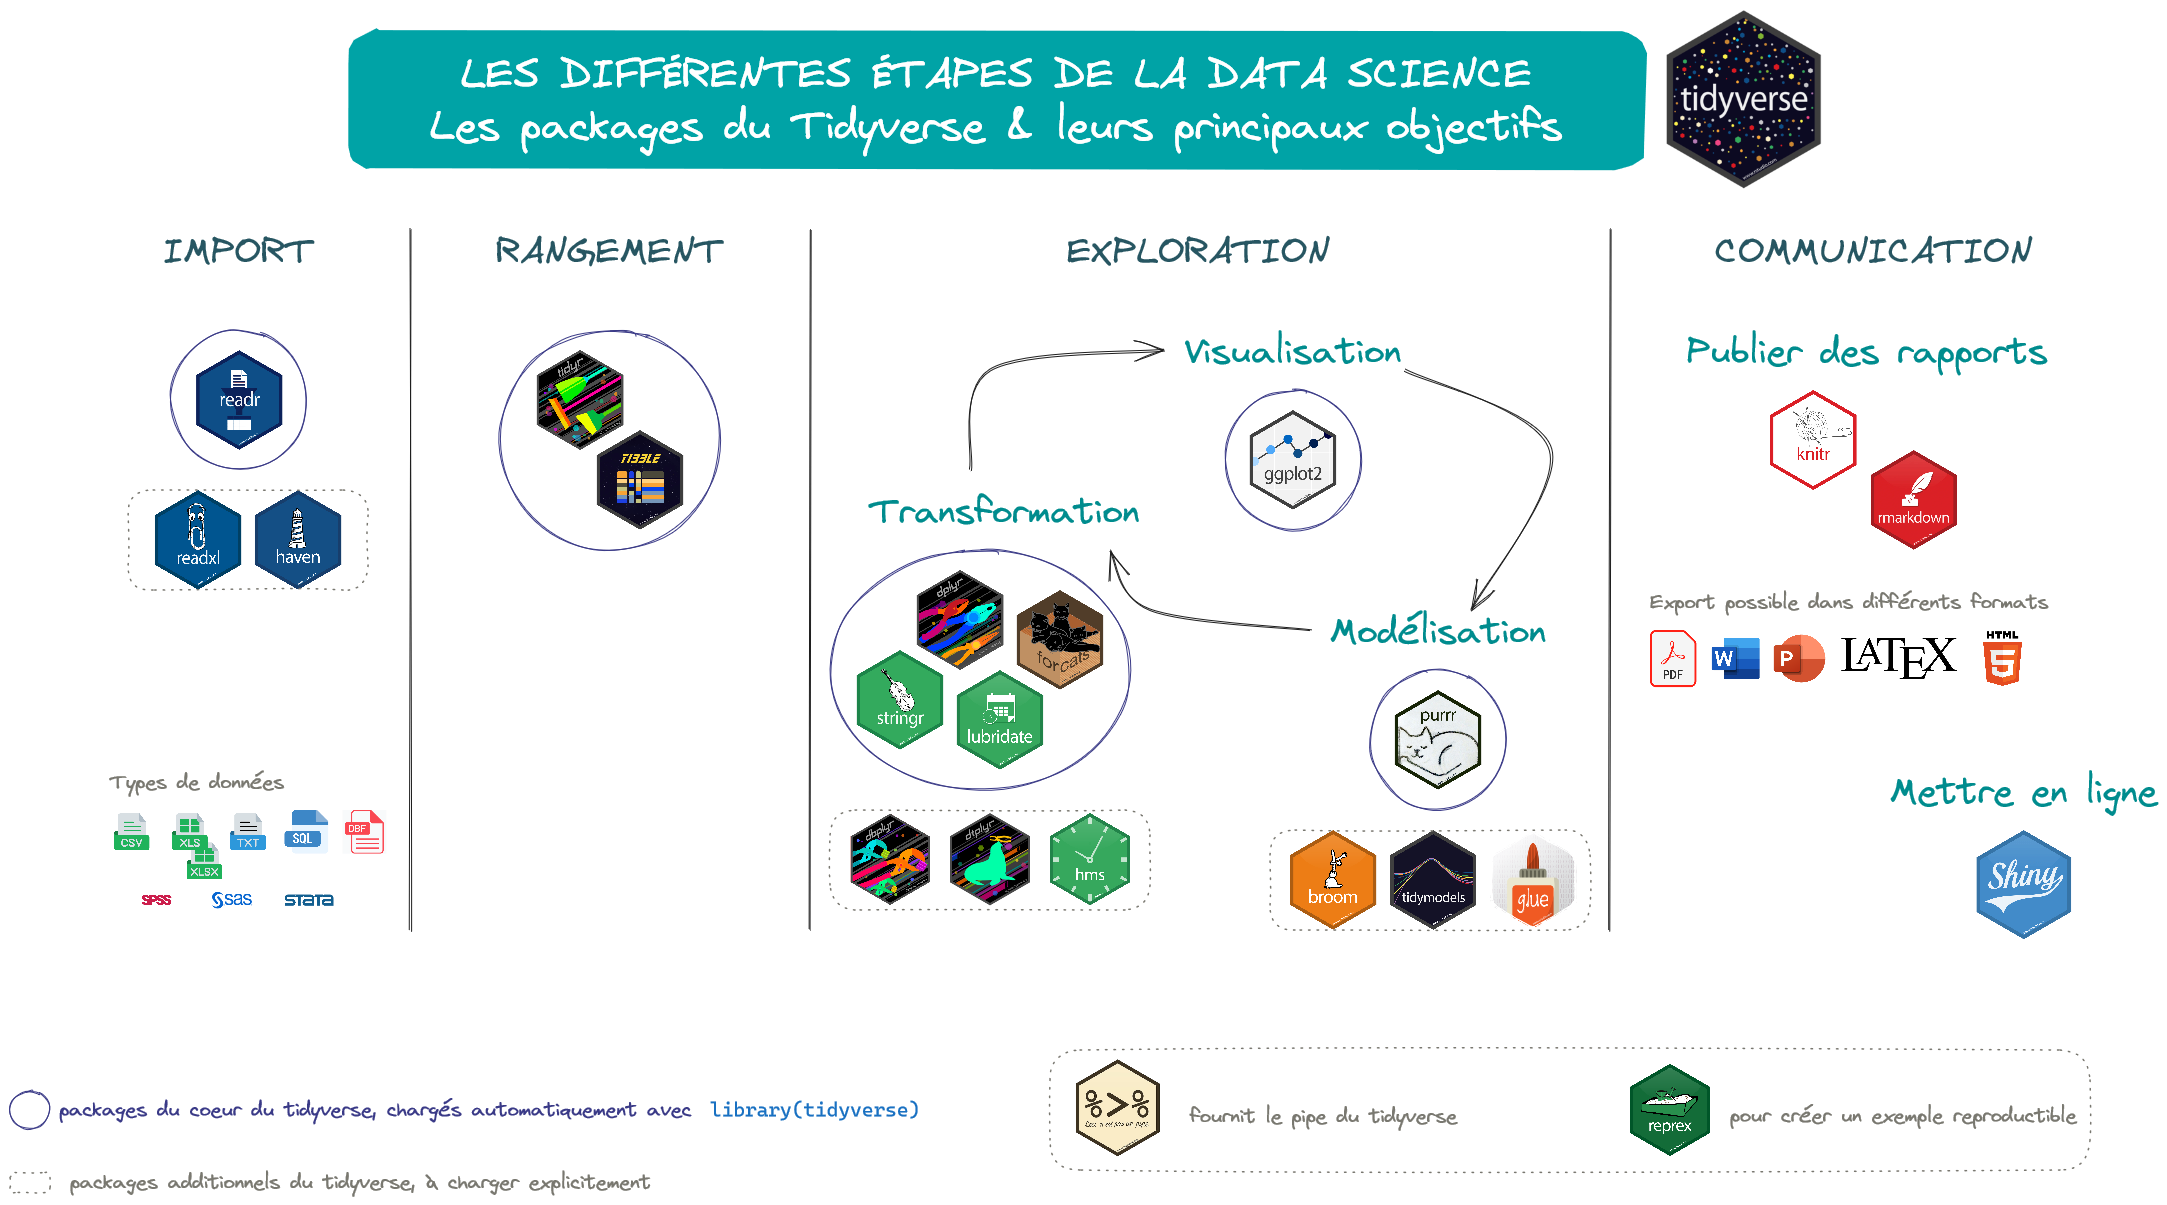 LES DIFFÉRENTES ÉTAPES DE LA DATA SCIENCE
Les packages du Tidyverse & leurs principaux objectifs
tidyverse
IMPORT
readr
readxl
haven
Types de données
CSV
XLS
XLSX
TXT
SQL
DBF
SPSS
sas
stata
RANGEMENT
tidyr
TIBBLE
EXPLORATION
Visualisation
ggplot2
Transformation
dplyr
forcats
stringr
lubridate
dbplyr
dtplyr
hms
Modélisation
purrr
broom
tidymodels
glue
COMMUNICATION
Publier des rapports
knitr
rmarkdown
Export possible dans différents formats
PDF
W
P
LATEX
HTML
5
Mettre en ligne
Shiny
packages du coeur du tidyverse, chargés automatiquement avec library(tidyverse)
packages additionnels du tidyverse, à charger explicitement
%>%
Ceci n'est pas un pipe
fournit le pipe du tidyverse
reprex
pour créer un exemple reproductible